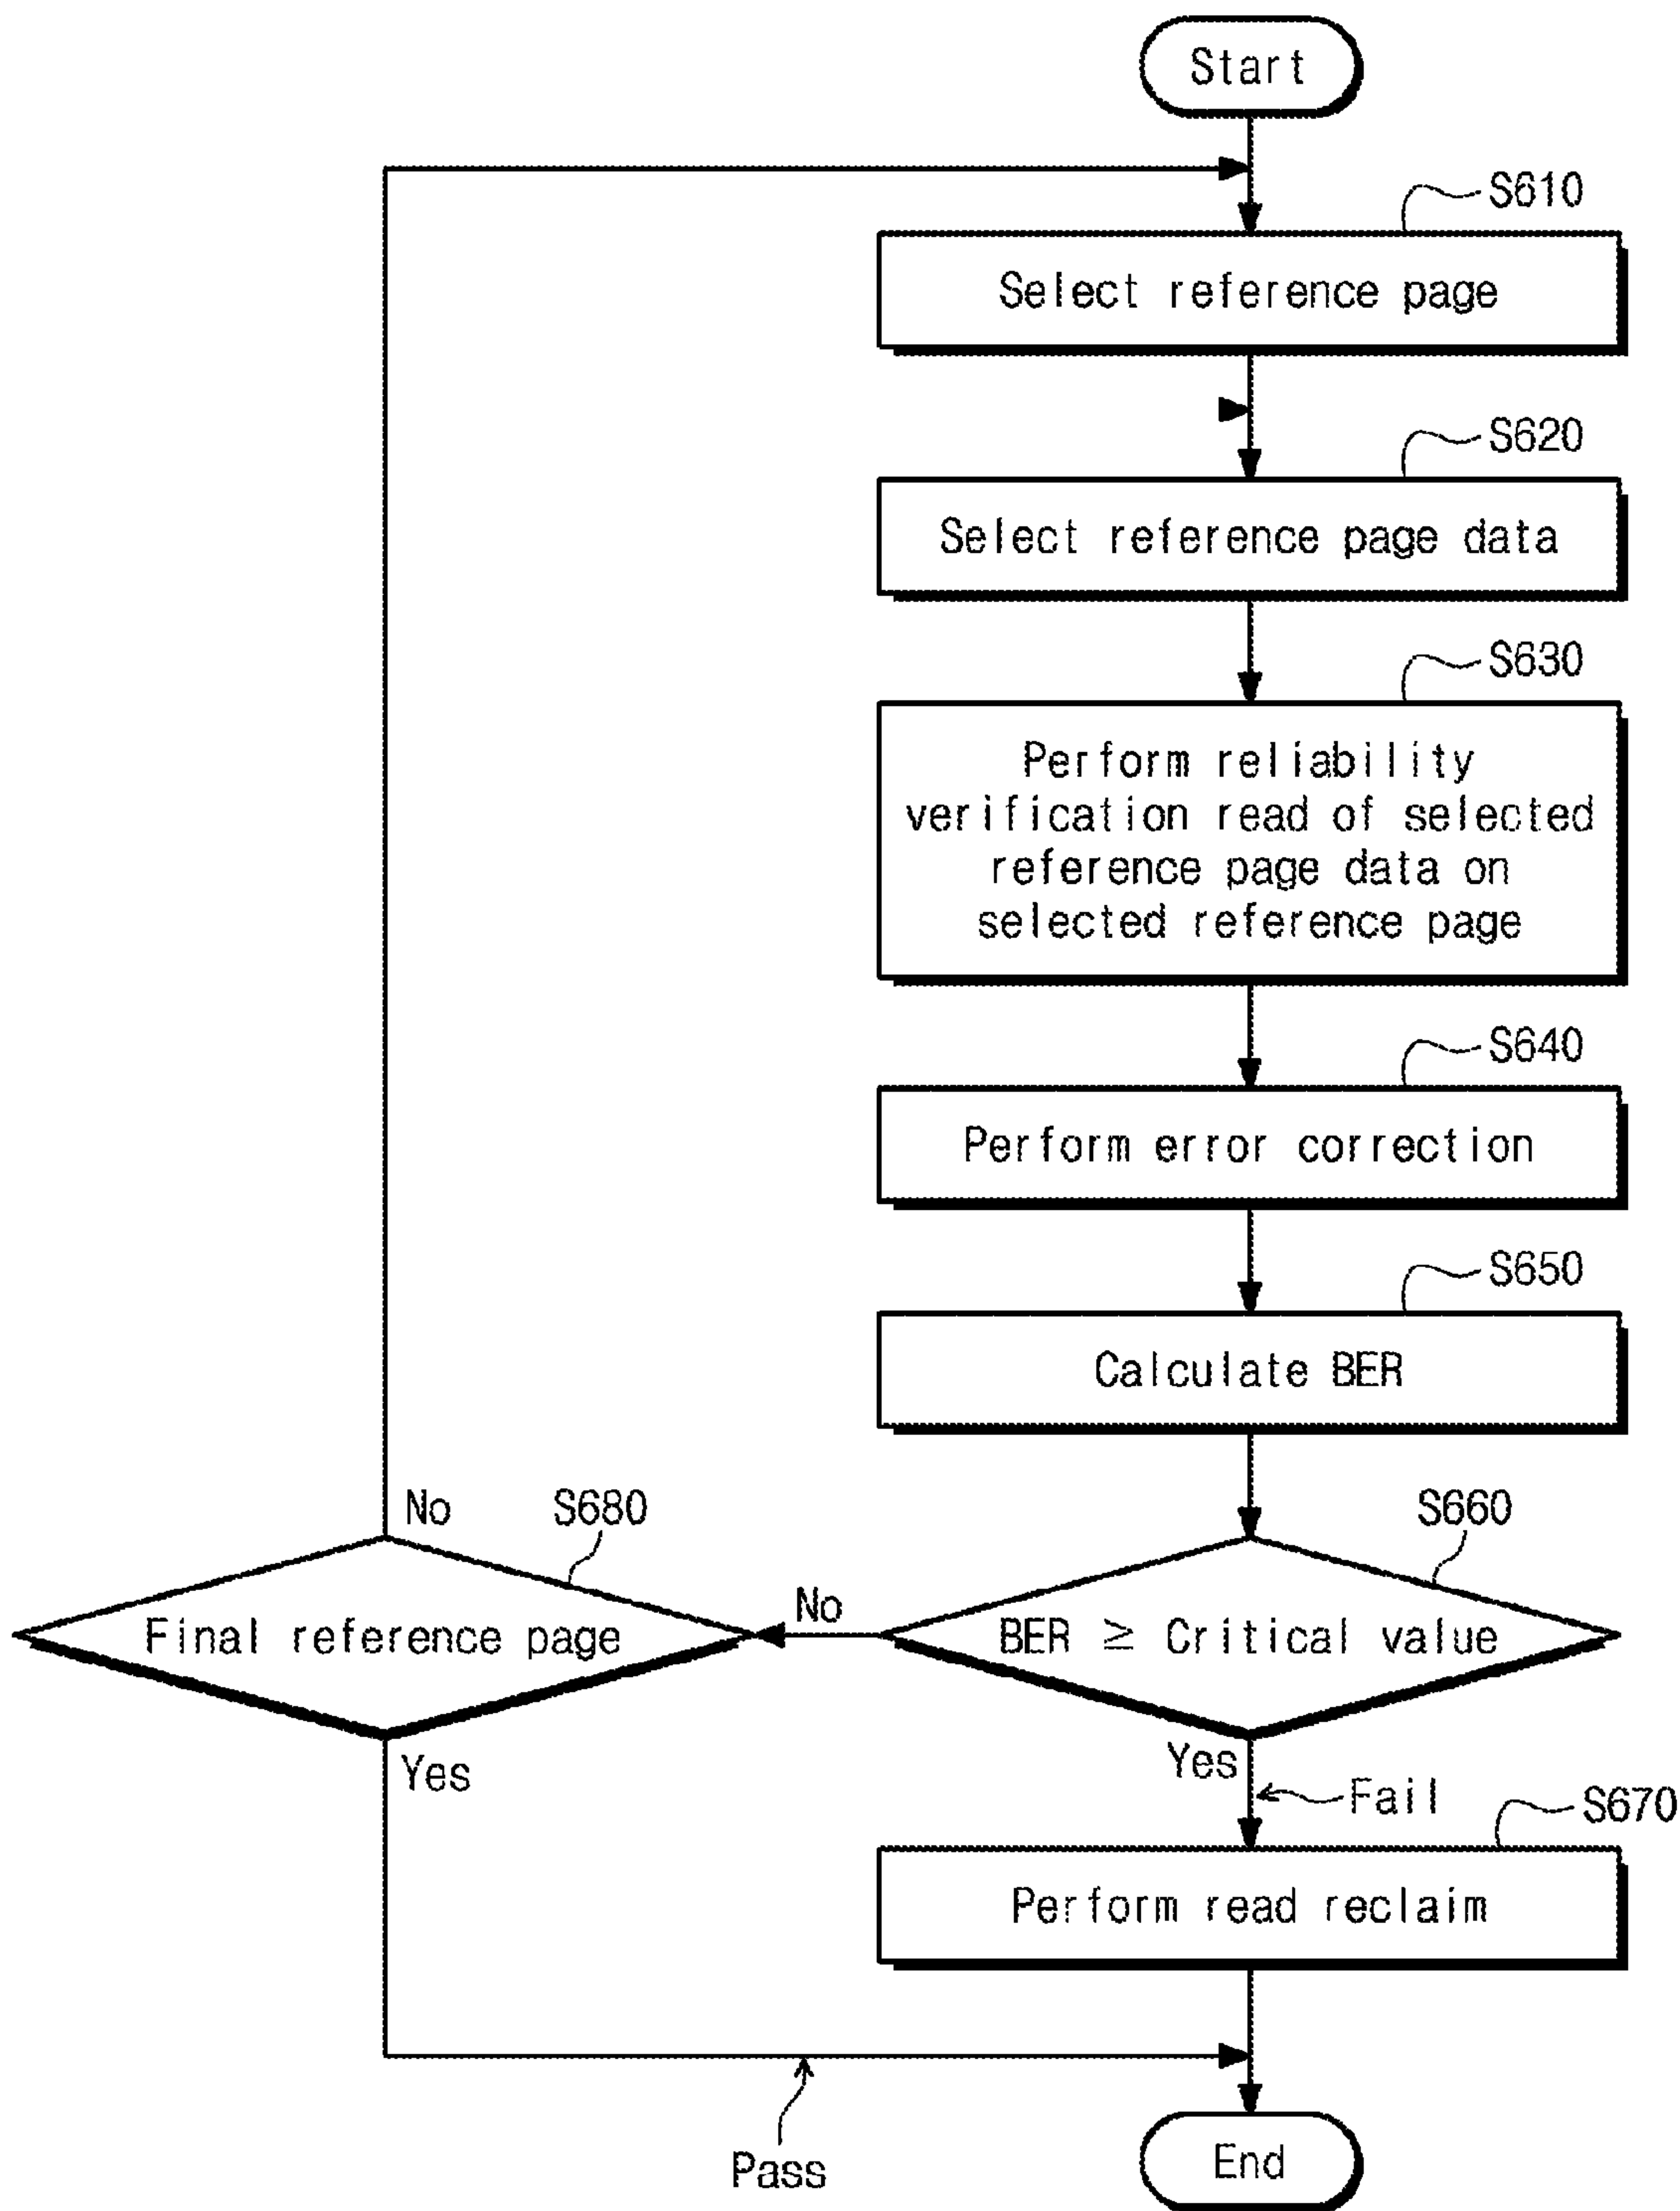 Start
S610
Select reference page
S620
Select reference page data
S630
Perform reliability
verification read of selected
reference page data on
selected reference page
S640
Perform error correction
S650
Calculate BER
No
S680
S660
Final reference page
No
BER ≥ Critical value
Yes
Yes
Fail
S670
Perform read reclaim
Pass
End